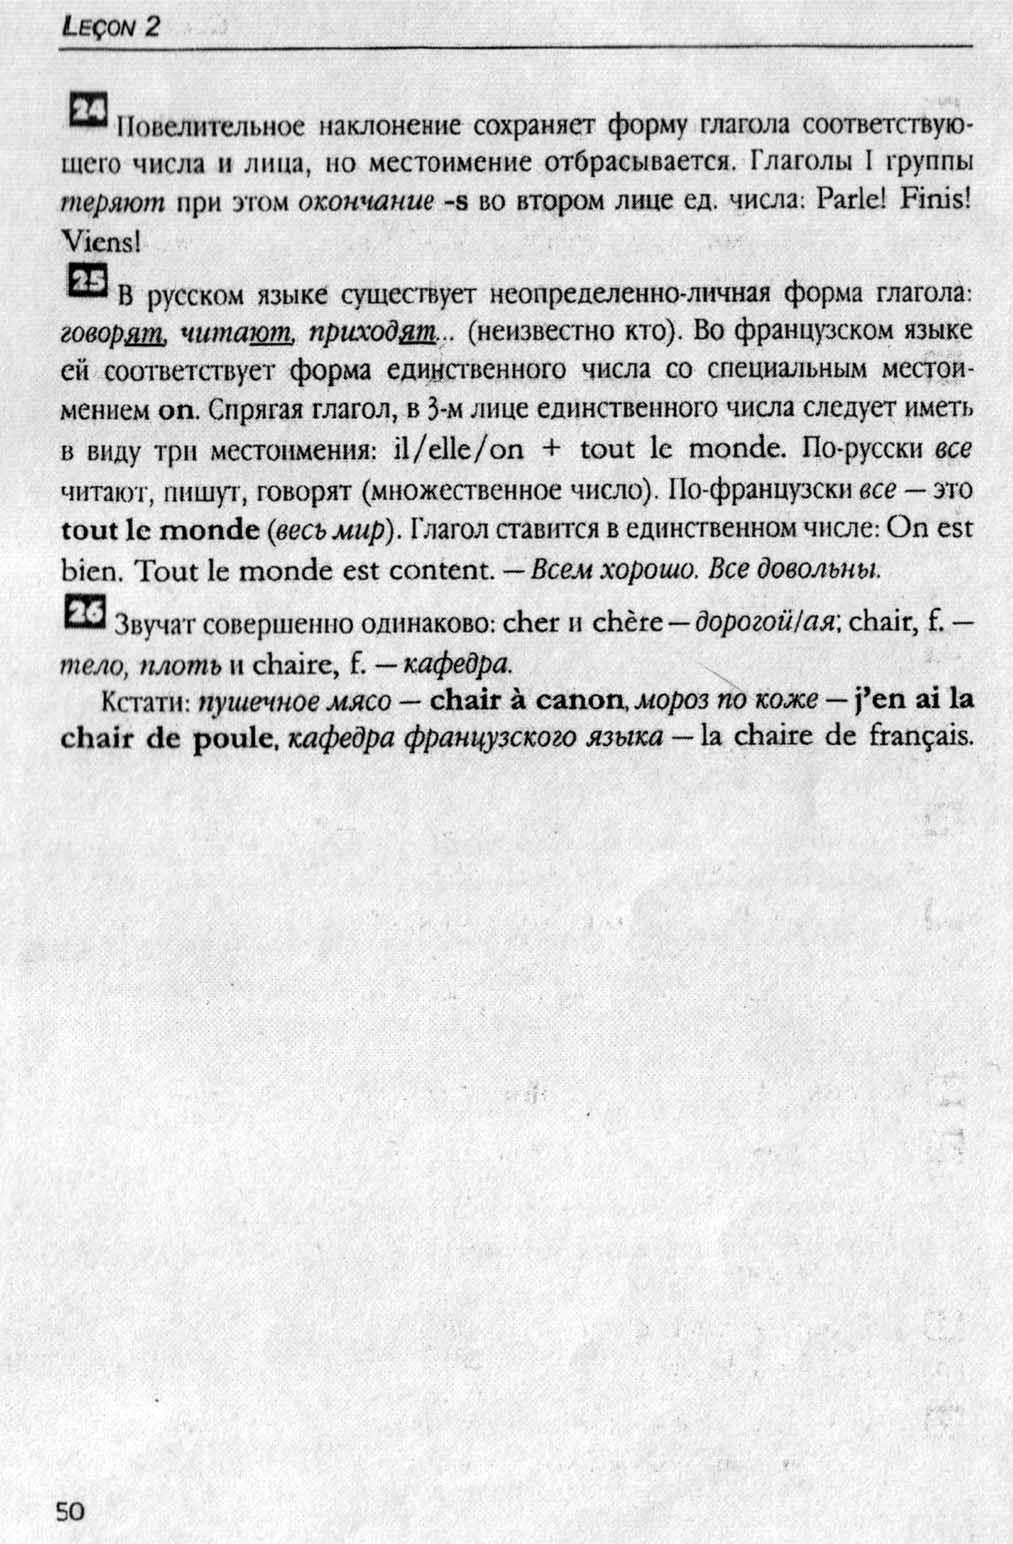 LEÇON 2
24 Повелительное наклонение сохраняет форму глагола соответствую-
щего числа и лица, но местоимение отбрасывается. Глаголы I группы
теряют при этом окончание -s во втором лице ед. числа: Parle! Finis!
Viens!
25 В русском языке существует неопределенно-личная форма глагола:
говорят, читают, приходят... (неизвестно кто). Во французском языке
ей соответствует форма единственного числа со специальным местои-
мением on. Спрягая глагол, в 3-м лице единственного числа следует иметь
в виду три местоимения: il/elle/on + tout le monde. По-русски все
читают, пишут, говорят (множественное число). По-французски все — это
tout le monde (весь мир). Глагол ставится в единственном числе: On est
bien. Tout le monde est content. — Всем хорошо. Все довольны.
26 Звучат совершенно одинаково: cher и chère — дорогой/ая; chair, f. —
тело, плоть и chaire, f. — кафедра.
Кстати: пушечное мясо — chair à canon, мороз по коже — j’en ai la
chair de poule, кафедра французского языка — la chaire de français.
50